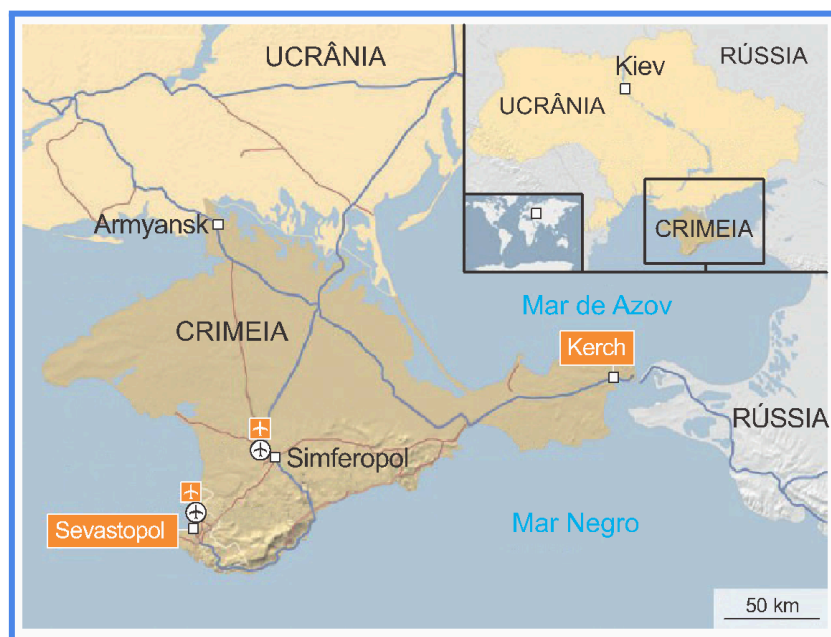 UCRÂNIA
Kiev
RÚSSIA
UCRÂNIA
CRIMEIA
Armyansk
Mar de Azov
CRIMEIA
Kerch
RÚSSIA
Simferopol
Sevastopol
Mar Negro
50 km